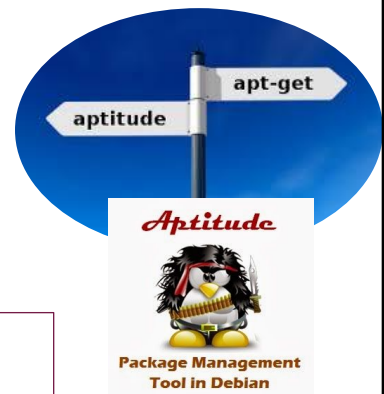 apt-get
aptitude
Aptitude
Package Management
Tool in Debian